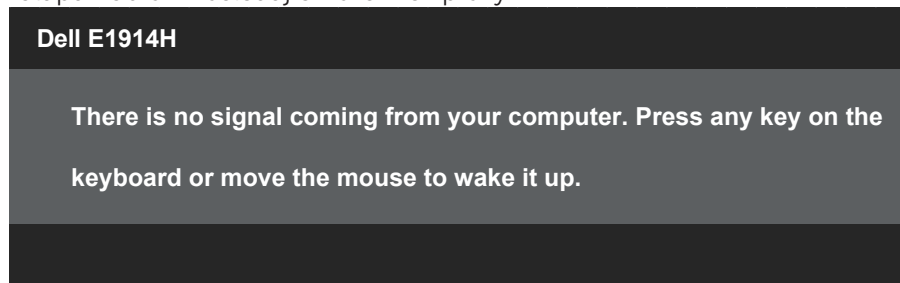 Dell E1914H
There is no signal coming from your computer. Press any key on the
keyboard or move the mouse to wake it up.